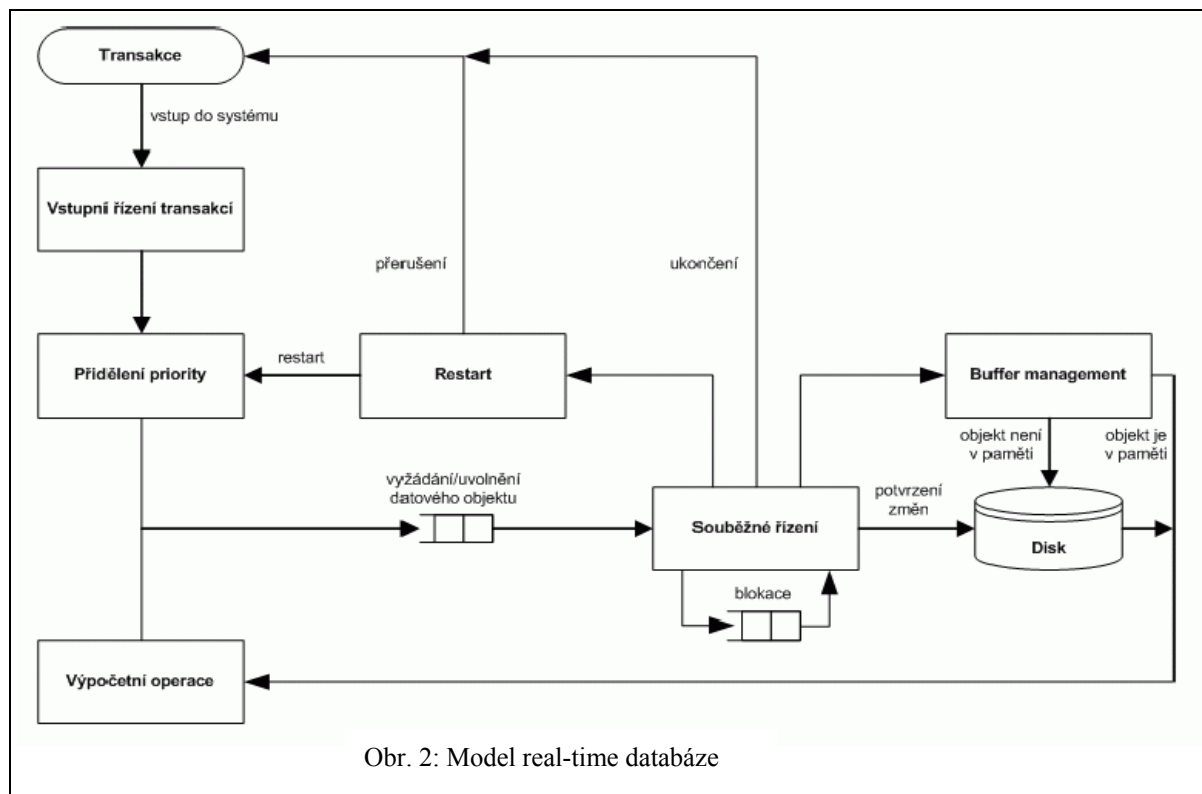 Transakce
vstup do systému
Vstupní řízení transakcí
přerušení
ukončení
Přidělení priority
restart
Restart
Buffer management
objekt není
v paměti
objekt je
v paměti
vyžádání/uvolnění
datového objektu
Souběžné řízení
potvrzení
změn
Disk
blokace
Výpočetní operace
Obr. 2: Model real-time databáze